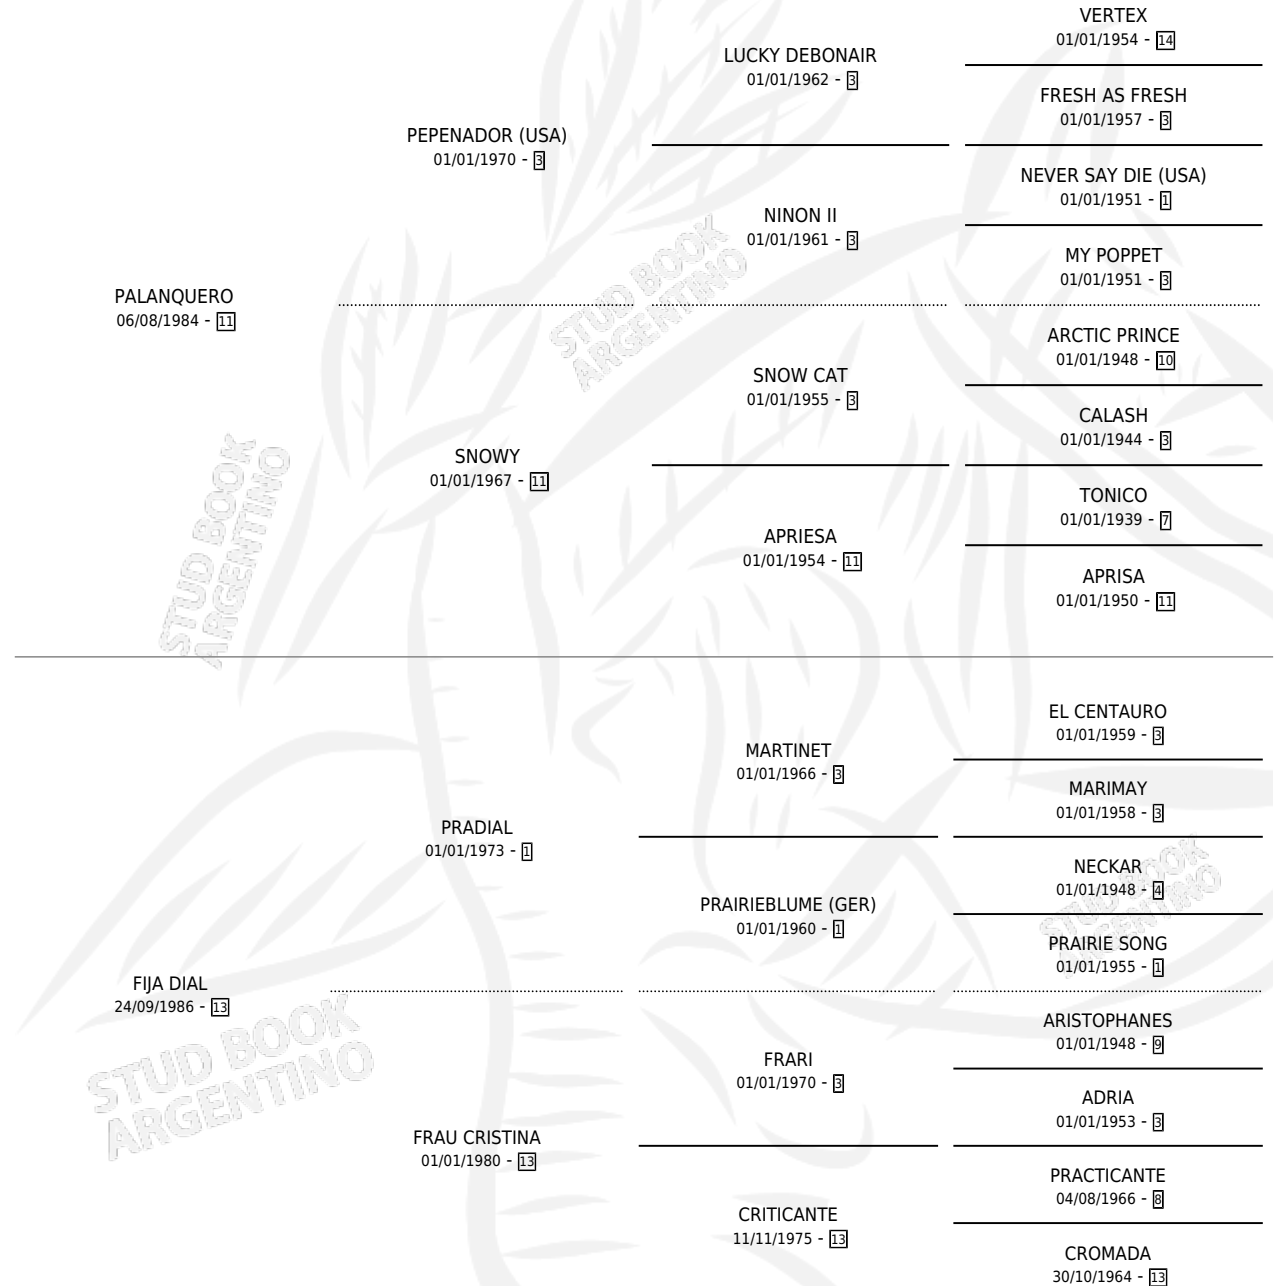 VERTEX
01/01/1954 - 14
LUCKY DEBONAIR
01/01/1962 - 3
FRESH AS FRESH
01/01/1957 - 3
PEPENADOR (USA)
01/01/1970 - 3
NEVER SAY DIE (USA)
01/01/1951 - 1
NINON II
01/01/1961 - 3
MY POPPET
01/01/1951 - 3
PALANQUERO
06/08/1984 - 11
ARCTIC PRINCE
01/01/1948 - 10
SNOW CAT
01/01/1955 - 3
CALASH
01/01/1944 - 3
SNOWY
01/01/1967 - 11
TONICO
01/01/1939 - 7
APRIESA
01/01/1954 - 11
APRISA
01/01/1950 - 11
EL CENTAURO
01/01/1959 - 3
MARTINET
01/01/1966 - 3
MARIMAY
01/01/1958 - 3
PRADIAL
01/01/1973 - 1
NECKAR
01/01/1948 - 4
PRAIRIEBLUME (GER)
01/01/1960 - 1
PRAIRIE SONG
01/01/1955 - 1
FIJA DIAL
24/09/1986 - 13
ARISTOPHANES
01/01/1948 - 9
FRARI
01/01/1970 - 3
ADRIA
01/01/1953 - 3
FRAU CRISTINA
01/01/1980 - 13
PRACTICANTE
04/08/1966 - 8
CRITICANTE
11/11/1975 - 13
CROMADA
30/10/1964 - 13
STUD BOOK
ARGENTINO
STUD BOOK
ARGENTINO
STUD BOOK
ARGENTINO
STUD BOOK
ARGENTINO